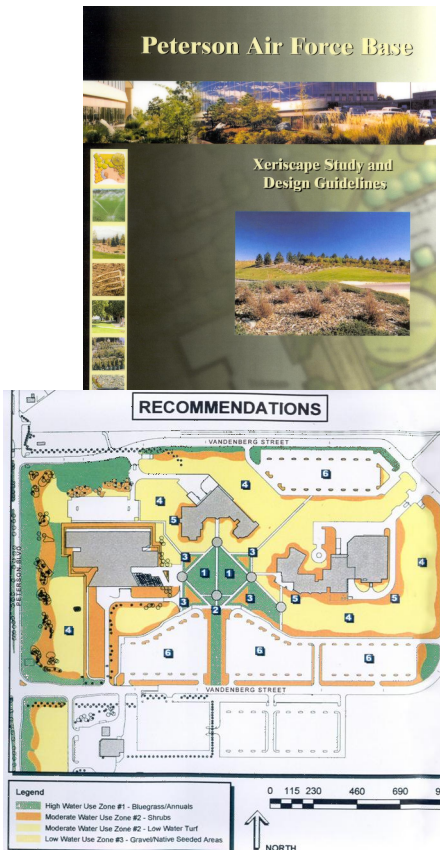 Peterson Air Force Base
Xeriscape Study and
Design Guidelines
RECOMMENDATIONS
VANDENBERG STREET
6
4
4
5
3
3
1
1
4
PETERSON BLVD
3
2
3
5
5
4
4
6
6
6
VANDENBERG STREET
Legend
High Water Use Zone #1 - Bluegrass/Annuals
Moderate Water Use Zone #2 - Shrubs
Moderate Water Use Zone #2 - Low Water Turf
Low Water Use Zone #3 - Gravel/Native Seeded Areas
0 115 230 460 690 9
NORTH